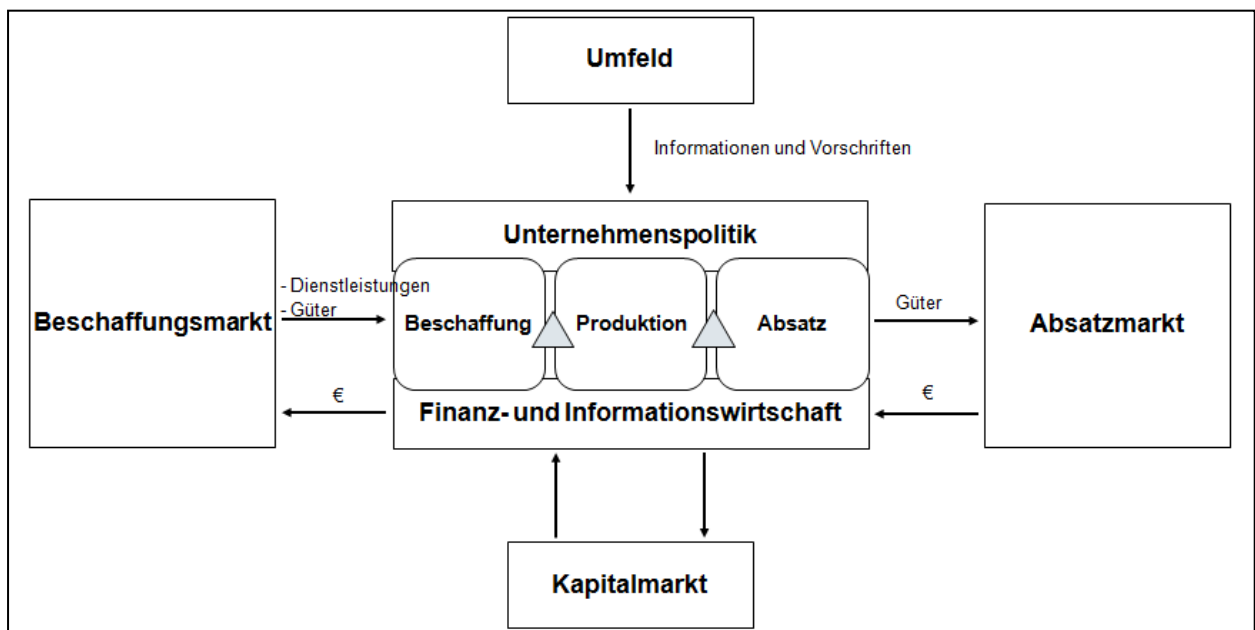 Umfeld
Informationen und Vorschriften
Unternehmenspolitik
- Dienstleistungen
- Güter
Beschaffungsmarkt
Beschaffung
Produktion
Absatz
Güter
Absatzmarkt
€
Finanz- und Informationswirtschaft
€
Kapitalmarkt